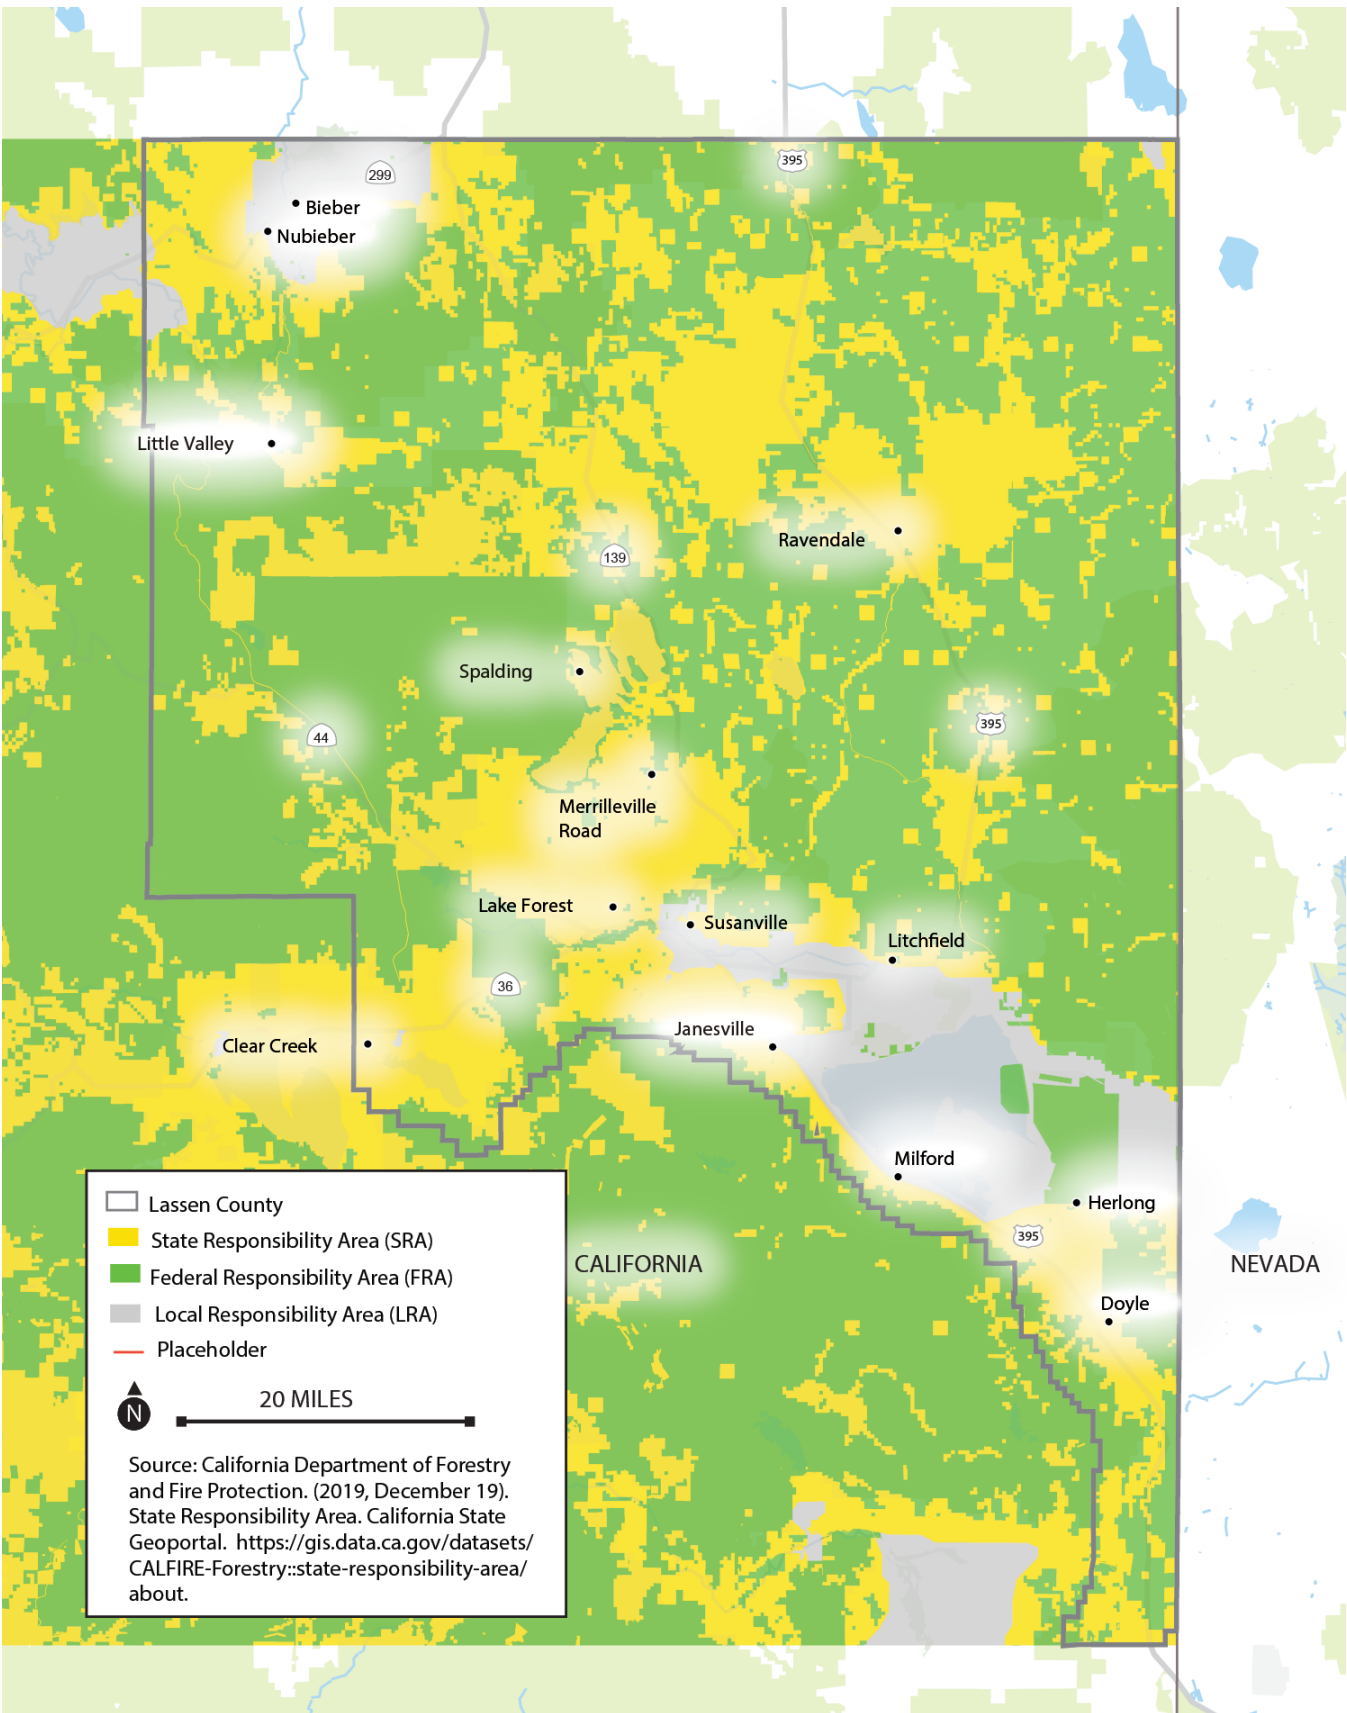 395
299
Bieber
Nubieber
Little Valley
Ravendale
139
Spalding
395
44
Merrilleville
Road
Lake Forest
Susanville
Litchfield
36
Janesville
Clear Creek
Milford
Herlong
395
CALIFORNIA
NEVADA
Doyle
Lassen County
State Responsibility Area (SRA)
Federal Responsibility Area (FRA)
Local Responsibility Area (LRA)
Placeholder
N
20 MILES
Source: California Department of Forestry
and Fire Protection. (2019, December 19).
State Responsibility Area. California State
Geoportal. https://gis.data.ca.gov/datasets/
CALFIRE-Forestry::state-responsibility-area/
about.